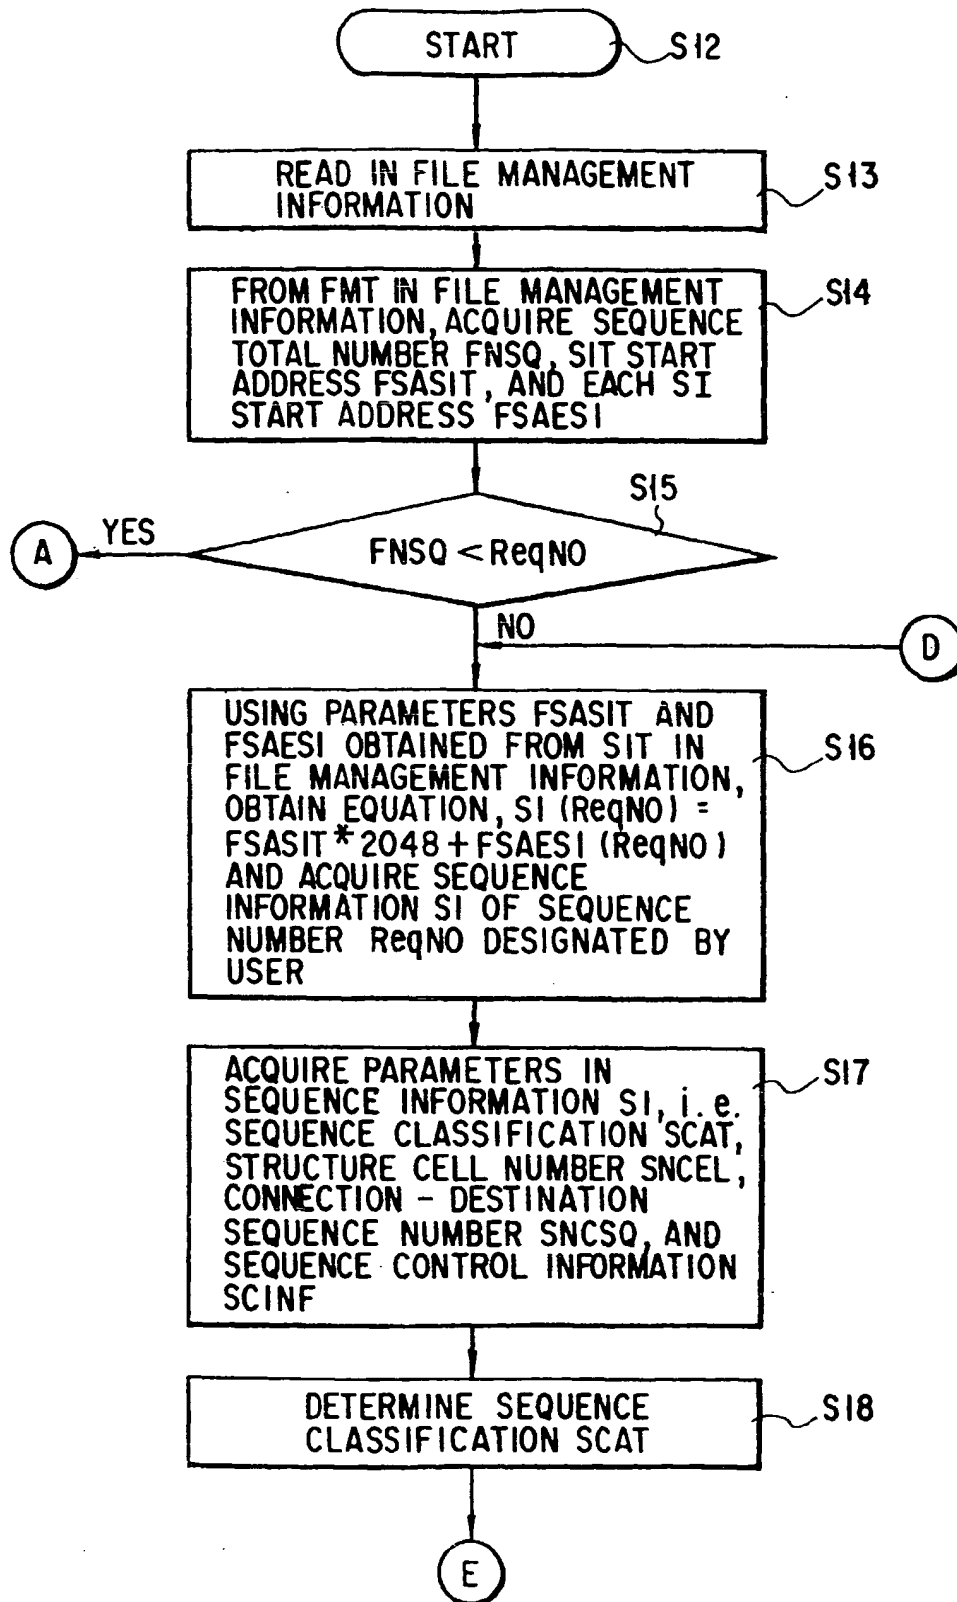 START
S12
READ IN FILE MANAGEMENT
INFORMATION
S13
FROM FMT IN FILE MANAGEMENT
INFORMATION, ACQUIRE SEQUENCE
TOTAL NUMBER FNSQ, SIT START
ADDRESS FSASIT, AND EACH SI
START ADDRESS FSAESI
S14
S15
FNSQ < ReqNO
YES
A
NO
D
USING PARAMETERS FSASIT AND
FSAESI OBTAINED FROM SIT IN
FILE MANAGEMENT INFORMATION,
OBTAIN EQUATION, SI (ReqNO) =
FSASIT * 2048 + FSAESI (ReqNO)
AND ACQUIRE SEQUENCE
INFORMATION SI OF SEQUENCE
NUMBER ReqNO DESIGNATED BY
USER
S16
ACQUIRE PARAMETERS IN
SEQUENCE INFORMATION SI, i.e.
SEQUENCE CLASSIFICATION SCAT,
STRUCTURE CELL NUMBER SNCEL,
CONNECTION - DESTINATION
SEQUENCE NUMBER SNCSQ, AND
SEQUENCE CONTROL INFORMATION
SCINF
S17
DETERMINE SEQUENCE
CLASSIFICATION SCAT
S18
E